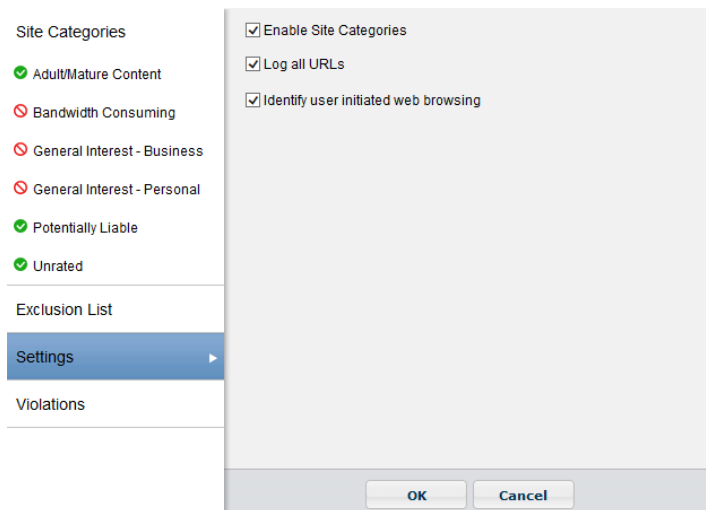 Site Categories
Adult/Mature Content
Bandwidth Consuming
General Interest - Business
General Interest - Personal
Potentially Liable
Unrated
Exclusion List
Settings
Violations
Enable Site Categories
Log all URLs
Identify user initiated web browsing
OK
Cancel